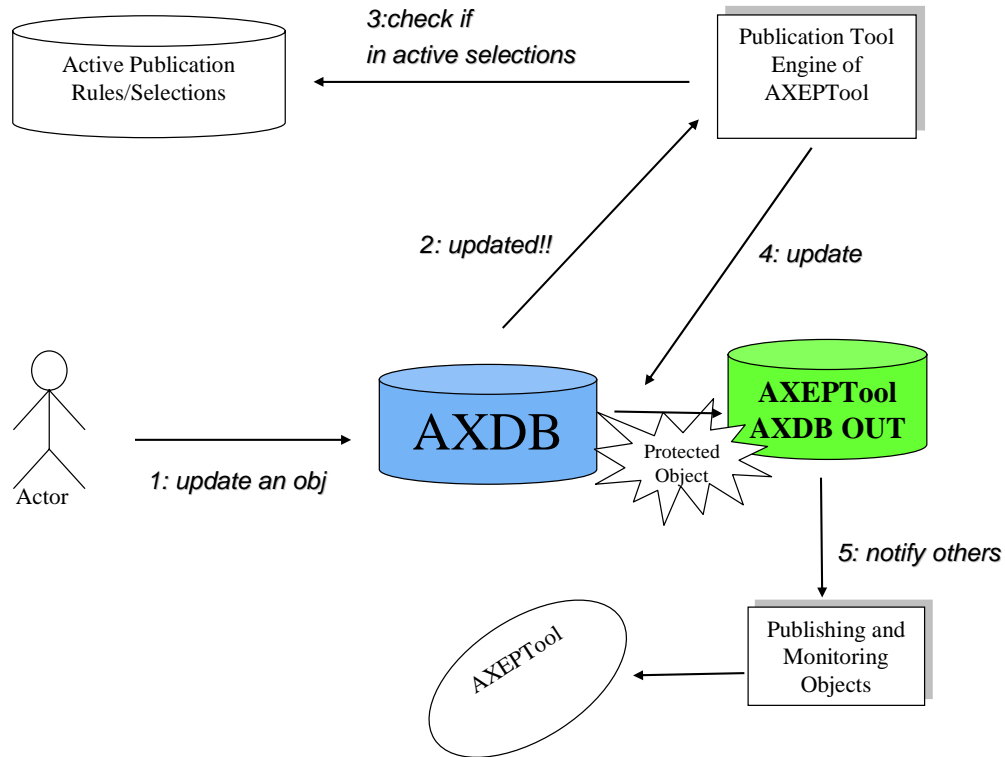 3:check if
in active selections
Active Publication
Rules/Selections
Publication Tool
Engine of
AXEPTool
2: updated!!
4: update
AXDB
AXEPTool
AXDB OUT
Protected
Object
1: update an obj
Actor
5: notify others
Publishing and
Monitoring
Objects
AXEPTool